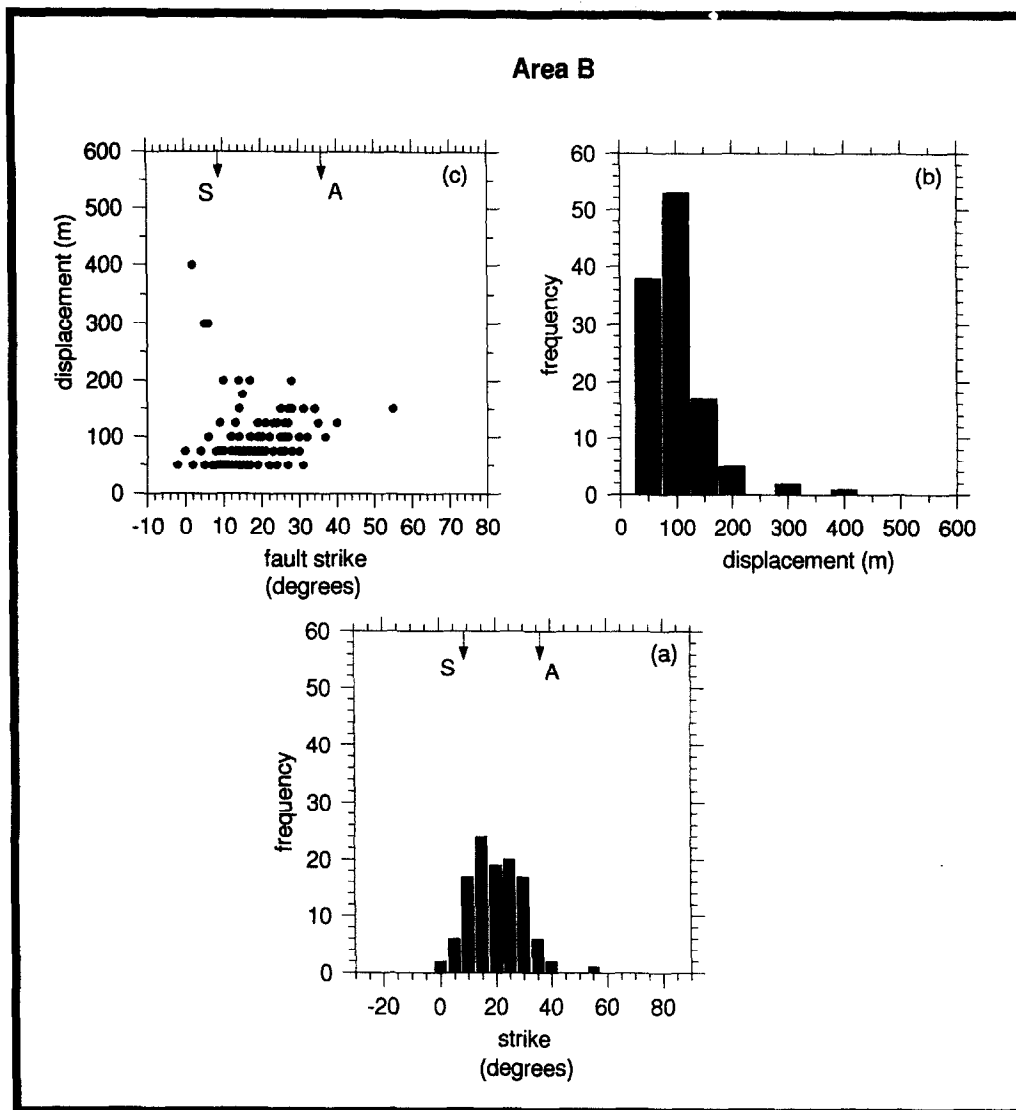 Area B
600
500
400
300
200
100
0
displacement (m)
S
A
(c)
-10 0 10 20 30 40 50 60 70 80
fault strike
(degrees)
60
50
40
30
20
10
0
frequency
(b)
0 100 200 300 400 500 600
displacement (m)
60
50
40
30
20
10
0
frequency
S
A
(a)
-20 0 20 40 60 80
strike
(degrees)